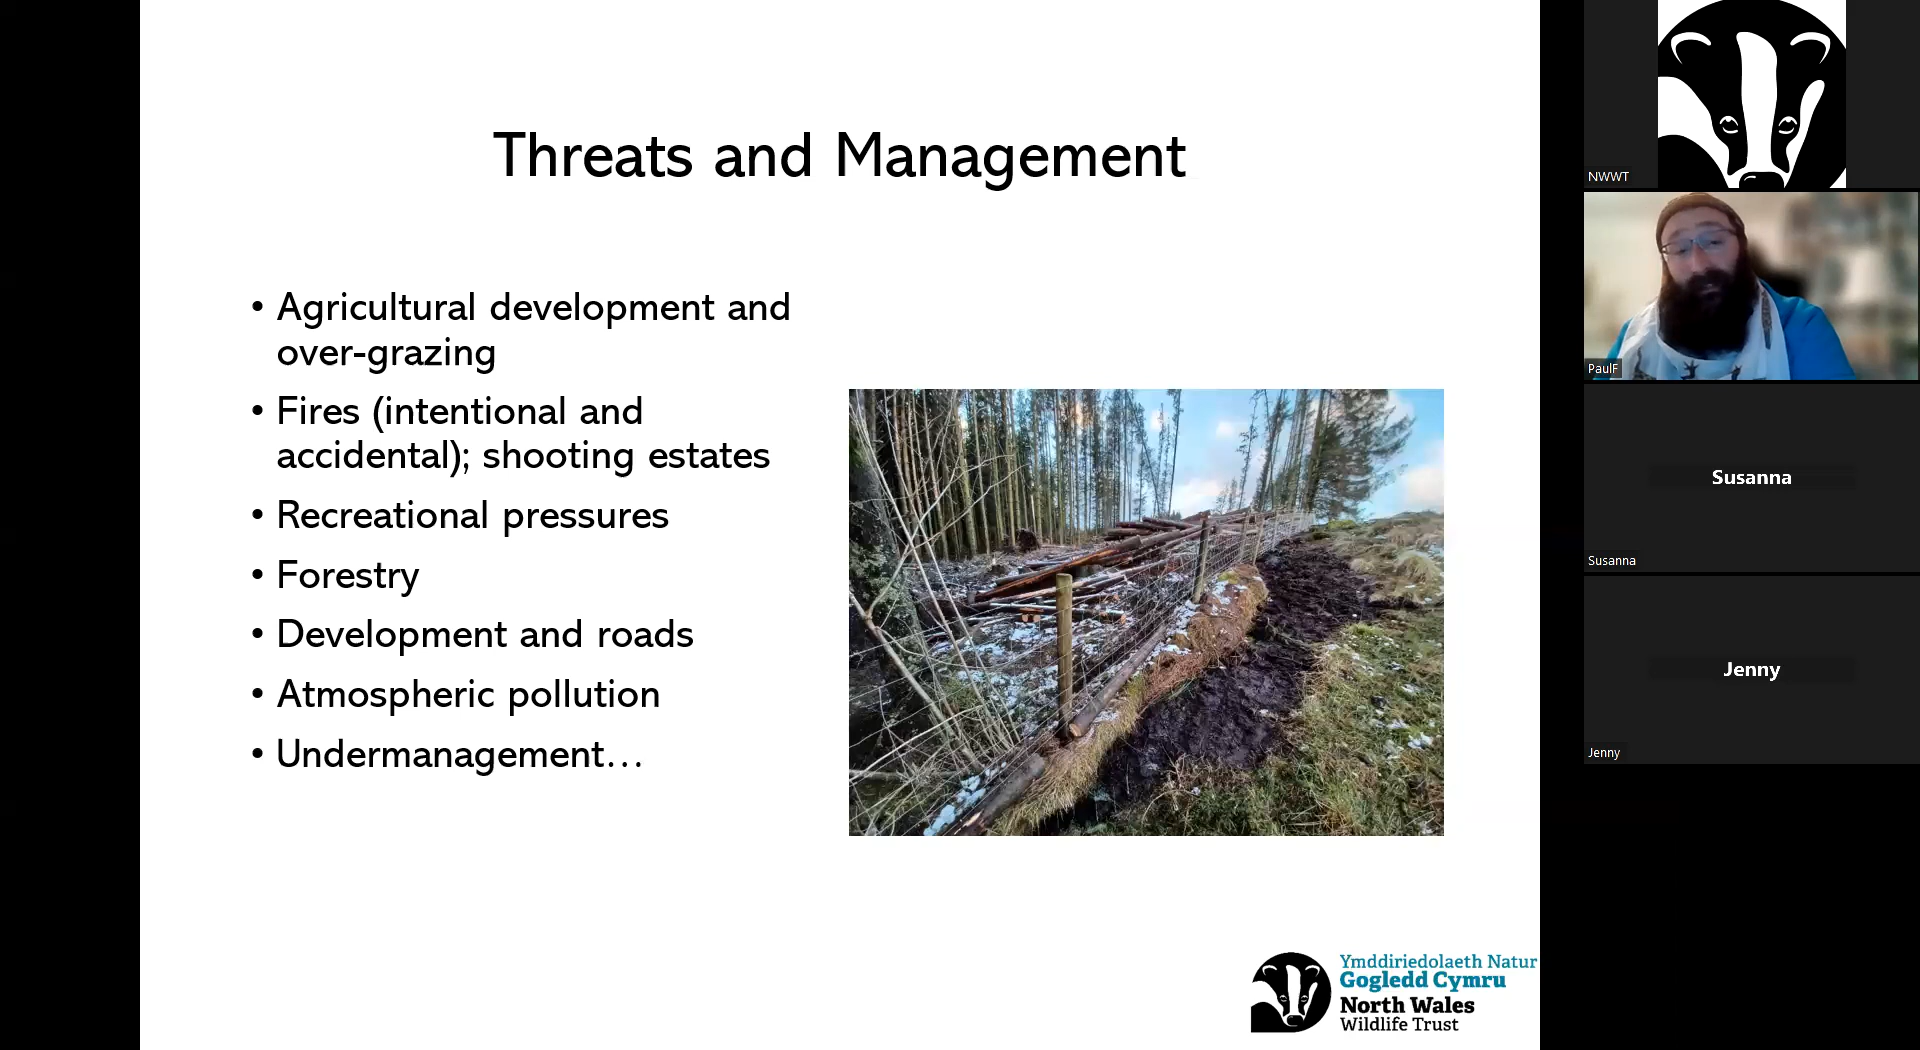 Threats and Management
• Agricultural development and
over-grazing
• Fires (intentional and
accidental); shooting estates
• Recreational pressures
• Forestry
• Development and roads
• Atmospheric pollution
• Undermanagement…
Ymddiriedolaeth Natur
Gogledd Cymru
North Wales
Wildlife Trust
NWWT
PaulF
Susanna
Susanna
Jenny
Jenny